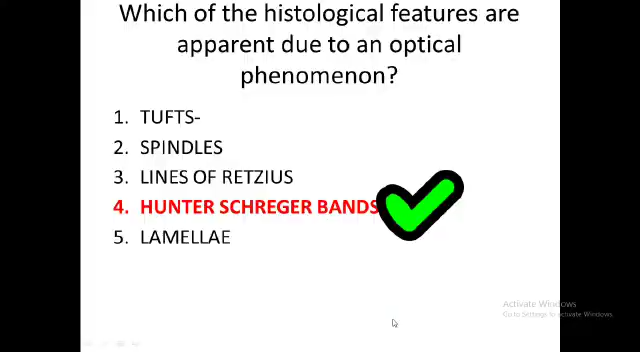 Which of the histological features are
apparent due to an optical
phenomenon?
1. TUFTS-
2. SPINDLES
3. LINES OF RETZIUS
4. HUNTER SCHREGER BANDS
5. LAMELLAE
Activate Windows
Go to Settings to activate Windows.